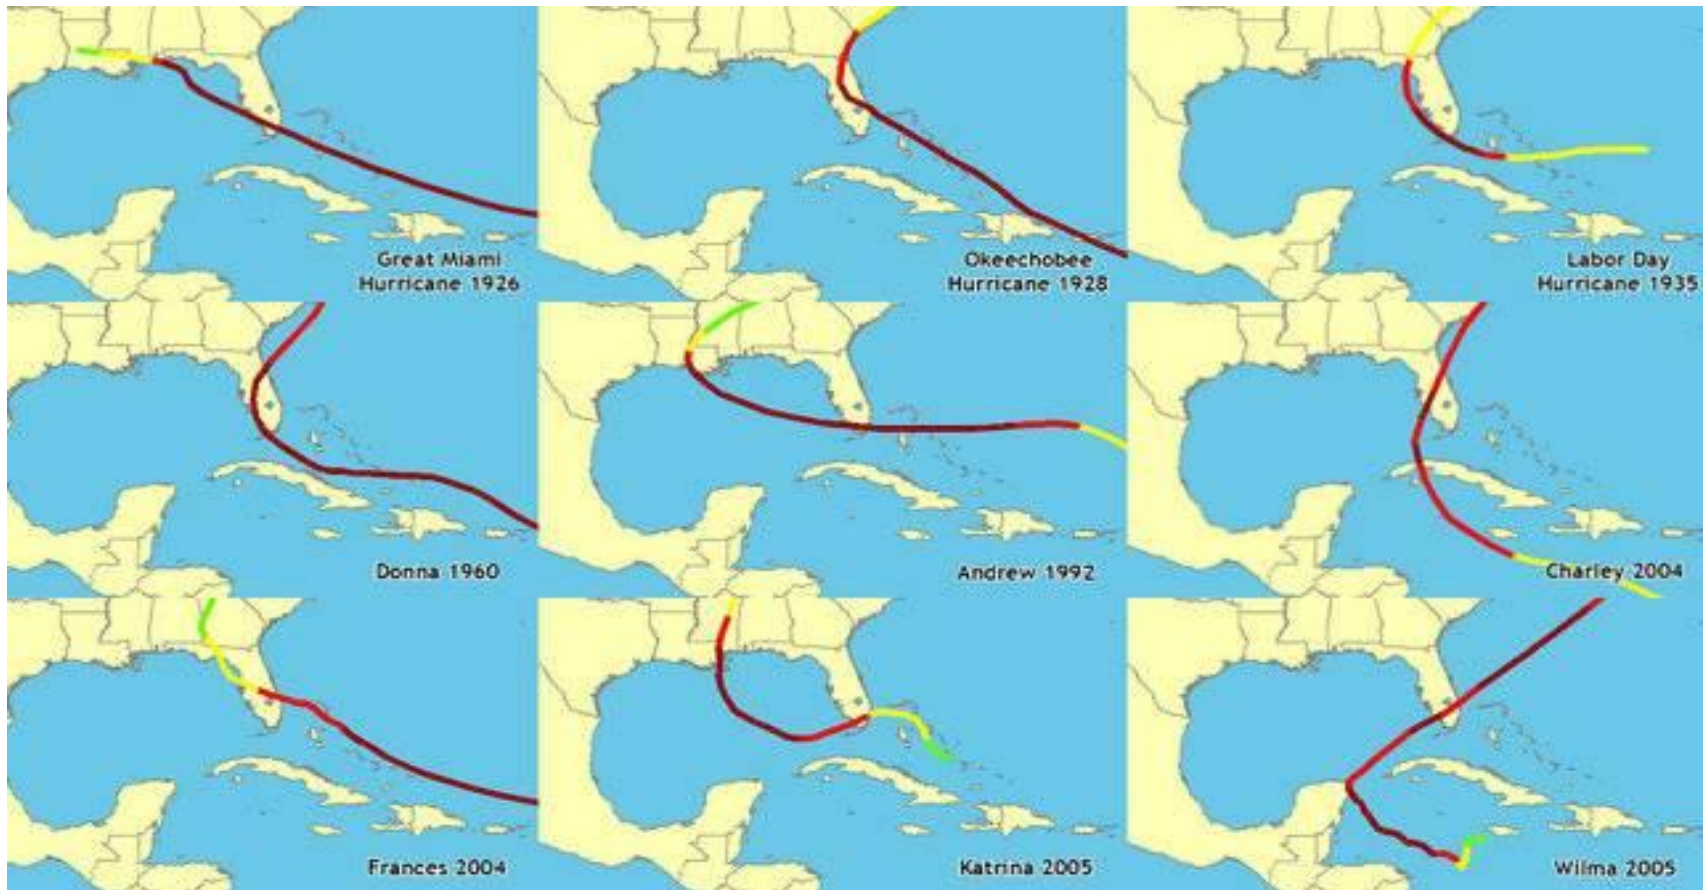 Great Miami
Hurricane 1926
Okeechobee
Hurricane 1928
Labor Day
Hurricane 1935
Donna 1960
Andrew 1992
Charley 2004
Frances 2004
Katrina 2005
Wilma 2005